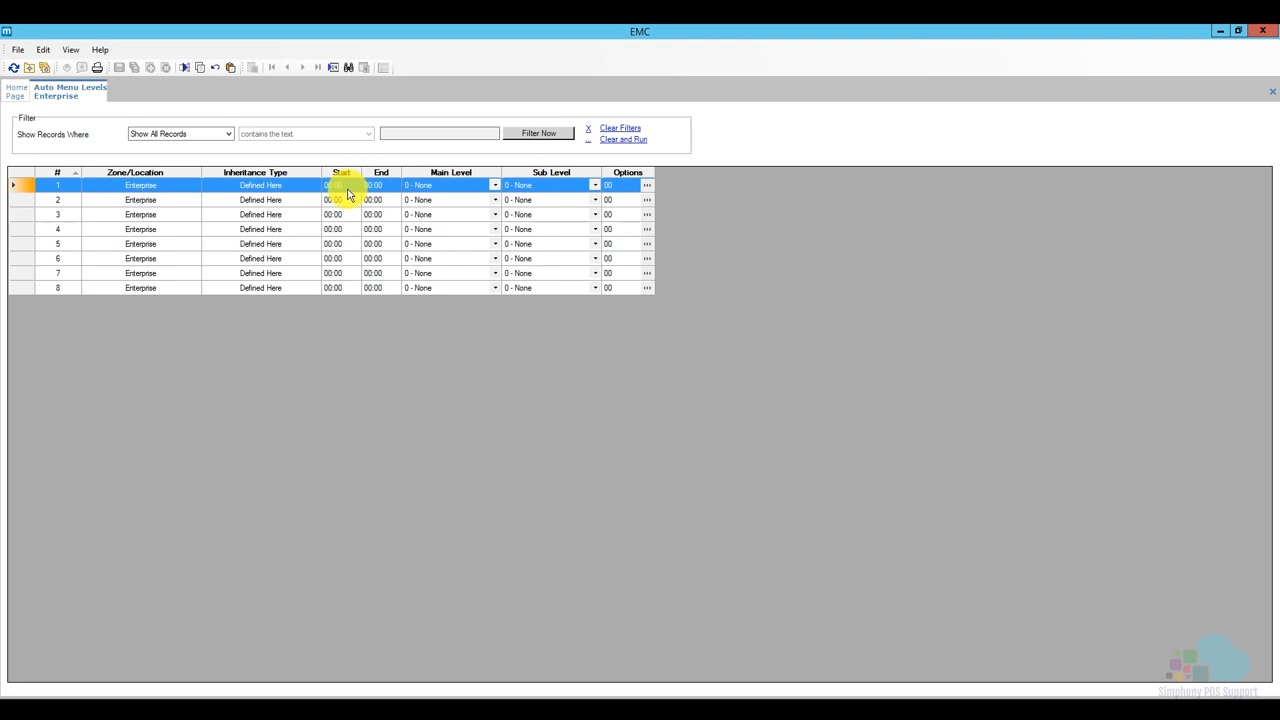 m EMC
File Edit View Help
Home Page
Auto Menu Levels Enterprise
Filter
Show Records Where Show All Records contains the text Filter Now X Clear Filters
... Clear and Run
# Zone/Location Inheritance Type Start End Main Level Sub Level Options
1 Enterprise Defined Here 00:00 00:00 0 - None 0 - None 00
2 Enterprise Defined Here 00:00 00:00 0 - None 0 - None 00
3 Enterprise Defined Here 00:00 00:00 0 - None 0 - None 00
4 Enterprise Defined Here 00:00 00:00 0 - None 0 - None 00
5 Enterprise Defined Here 00:00 00:00 0 - None 0 - None 00
6 Enterprise Defined Here 00:00 00:00 0 - None 0 - None 00
7 Enterprise Defined Here 00:00 00:00 0 - None 0 - None 00
8 Enterprise Defined Here 00:00 00:00 0 - None 0 - None 00
Simphony POS Support